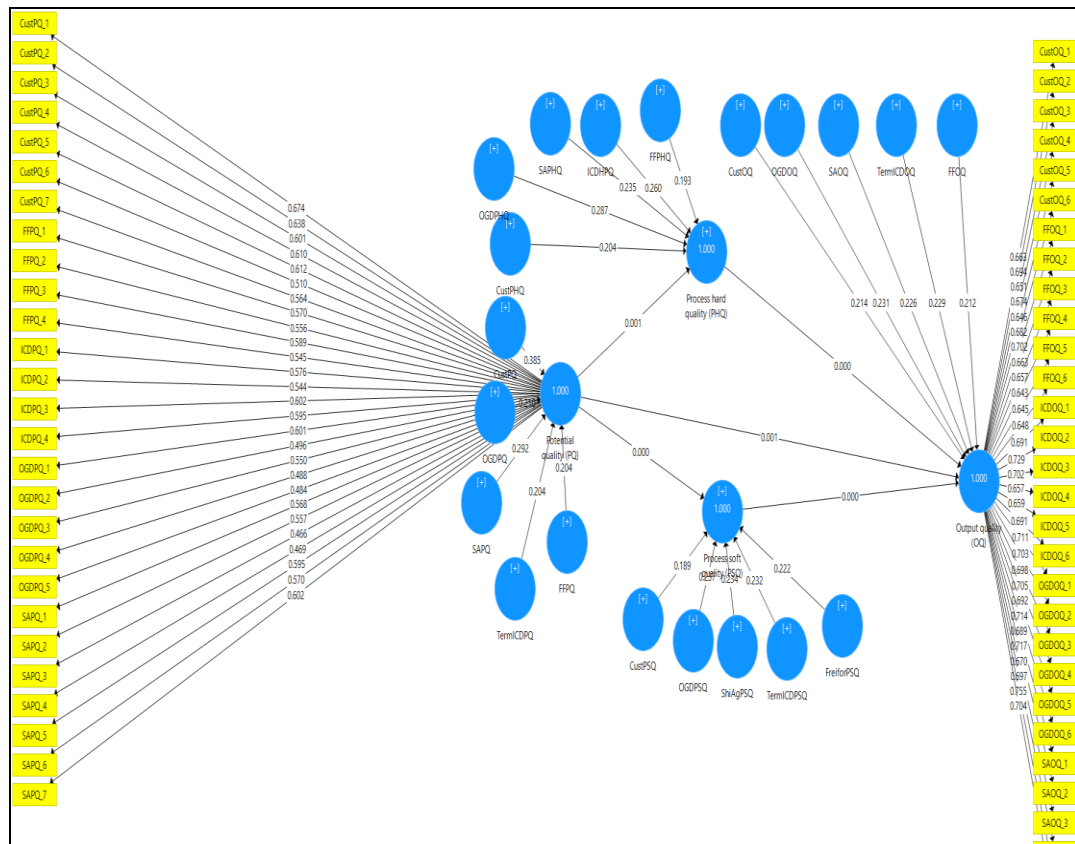 CustPQ_1
CustPQ_2
CustPQ_3
CustPQ_4
CustPQ_5
CustPQ_6
CustPQ_7
FFPQ_1
FFPQ_2
FFPQ_3
FFPQ_4
ICDPQ_1
ICDPQ_2
ICDPQ_3
ICDPQ_4
OGDPQ_1
OGDPQ_2
OGDPQ_3
OGDPQ_4
OGDPQ_5
SAPQ_1
SAPQ_2
SAPQ_3
SAPQ_4
SAPQ_5
SAPQ_6
SAPQ_7
0.674
0.638
0.601
0.610
0.612
0.510
0.564
0.570
0.556
0.589
0.545
0.576
0.544
0.602
0.595
0.601
0.496
0.550
0.488
0.484
0.568
0.557
0.466
0.469
0.595
0.570
0.602
[+]
SAPHQ
[+]
ICDHPQ
[+]
FFPHQ
[+]
OGDPHQ
[+]
CustPHQ
0.235
0.260
0.193
0.287
0.204
[+]
1.000
Process hard
quality (PHQ)
[+]
CustOQ
[+]
OGDOQ
[+]
SAOQ
[+]
TermICDOQ
[+]
FFOQ
0.214
0.231
0.226
0.229
0.212
[+]
CustPQ
0.385
[+]
OGDPQ
[+]
SAPQ
0.292
[+]
TermICDPQ
0.204
[+]
FFPQ
0.204
1.000
Potential
quality (PQ)
0.001
0.000
0.001
0.000
0.000
[+]
1.000
Process soft
quality (PSQ)
0.189
0.234
0.232
0.222
[+]
CustPSQ
[+]
OGDPSQ
[+]
ShiAgPSQ
[+]
TermICDPSQ
[+]
FreiforPSQ
1.000
Output quality
(OQ)
0.663
0.694
0.651
0.674
0.646
0.682
0.702
0.663
0.657
0.643
0.645
0.648
0.691
0.729
0.702
0.657
0.659
0.691
0.711
0.703
0.698
0.705
0.692
0.714
0.689
0.717
0.670
0.697
0.755
0.704
CustOQ_1
CustOQ_2
CustOQ_3
CustOQ_4
CustOQ_5
CustOQ_6
FFOQ_1
FFOQ_2
FFOQ_3
FFOQ_4
FFOQ_5
FFOQ_6
ICDOQ_1
ICDOQ_2
ICDOQ_3
ICDOQ_4
ICDOQ_5
ICDOQ_6
OGDOQ_1
OGDOQ_2
OGDOQ_3
OGDOQ_4
OGDOQ_5
OGDOQ_6
SAOQ_1
SAOQ_2
SAOQ_3